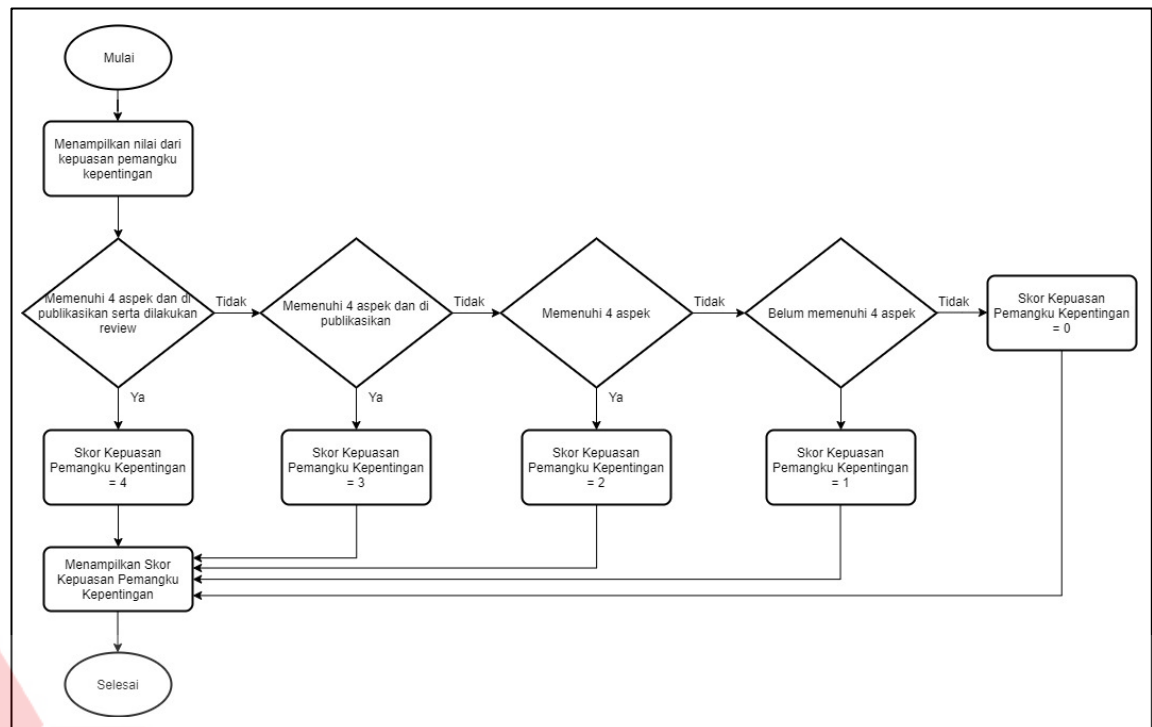 Mulai
Menampilkan nilai dari
kepuasan pemangku
kepentingan
Memenuhi 4 aspek dan di
publikasikan serta dilakukan
review
Tidak
Memenuhi 4 aspek dan di
publikasikan
Tidak
Memenuhi 4 aspek
Tidak
Belum memenuhi 4 aspek
Tidak
Skor Kepuasan
Pemangku Kepentingan
= 0
Ya
Ya
Ya
Skor Kepuasan
Pemangku Kepentingan
= 4
Skor Kepuasan
Pemangku Kepentingan
= 3
Skor Kepuasan
Pemangku Kepentingan
= 2
Skor Kepuasan
Pemangku Kepentingan
= 1
Menampilkan Skor
Kepuasan Pemangku
Kepentingan
Selesai